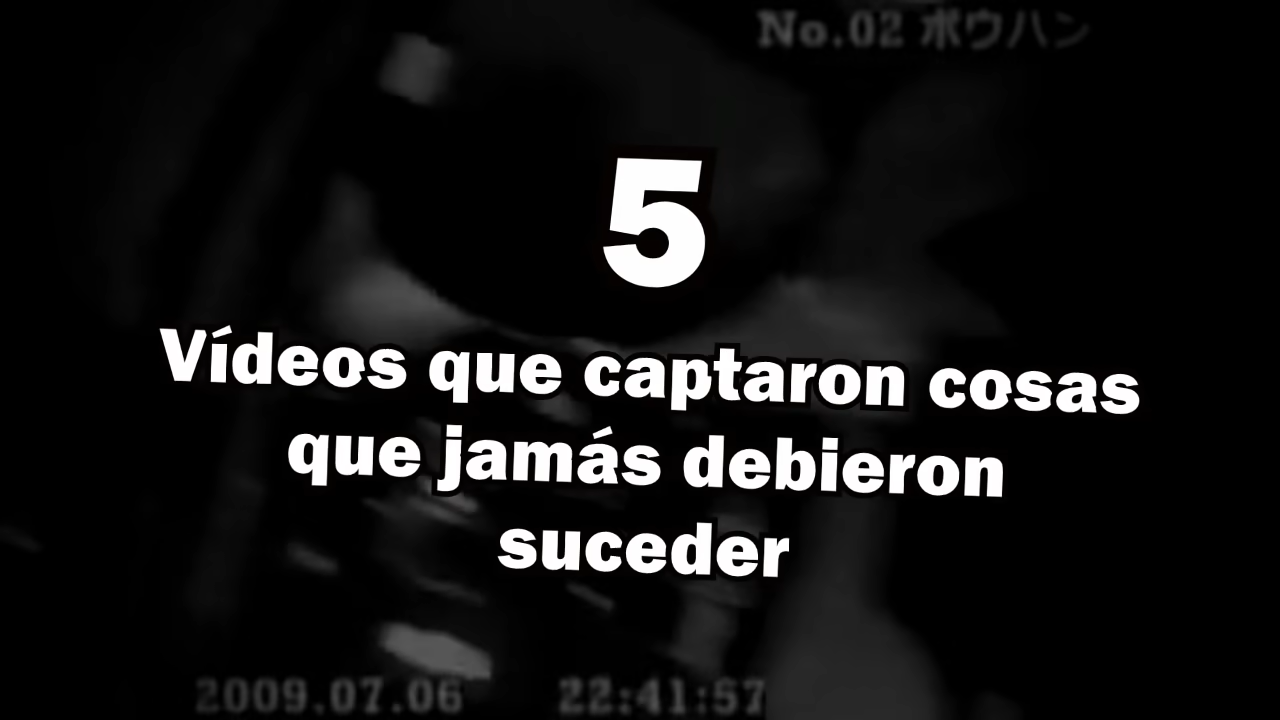 No.02 ボウハン
5
Vídeos que captaron cosas
que jamás debieron
suceder
2009.07.06 22:41:57